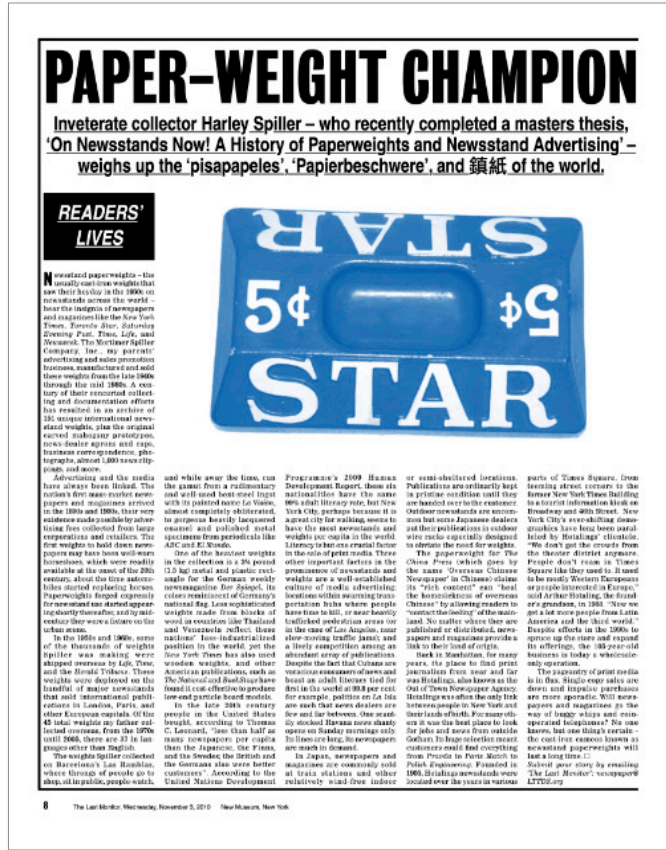 PAPER–WEIGHT CHAMPION
Inveterate collector Harley Spiller – who recently completed a masters thesis,
‘On Newsstands Now! A History of Paperweights and Newsstand Advertising’ –
weighs up the ‘pisapapeles’, ‘Papierbeschwere’, and 鎮紙 of the world.
READERS’
LIVES
STAR
5¢
5¢
STAR
Newsstand paperweights – the
usually cast-iron weights that
saw their heyday in the 1950s on
newsstands across the world –
bear the insignia of newspapers
and magazines like the New York
Times, Toronto Star, Saturday
Evening Post, Time, Life, and
Newsweek. The Mortimer Spiller
Company, Inc., my parents’
advertising and sales promotion
business, manufactured and sold
these weights from the late 1940s
through the mid 1980s. A cen-
tury of their concerted collect-
ing and documentation efforts
has resulted in an archive of
151 unique international news-
stand weights, plus the original
carved mahogany prototypes,
news-dealer aprons and caps,
business correspondence, pho-
tographs, almost 1,000 news clip-
pings, and more.
Advertising and the media
have always been linked. The
nation’s first mass-market news-
papers and magazines arrived
in the 1880s and 1900s, their very
existence made possible by adver-
tising fees collected from large
corporations and retailers. The
first weights to hold down news-
papers may have been well-worn
horseshoes, which were readily
available at the onset of the 20th
century, about the time automo-
biles started replacing horses.
Paperweights forged expressly
for newsstand use started appear-
ing shortly thereafter, and by mid-
century they were a fixture on the
urban scene.
In the 1950s and 1960s, some
of the thousands of weights
Spiller was making were
shipped overseas by Life, Time,
and the Herald Tribune. These
weights were deployed on the
handful of major newsstands
that sold international publi-
cations in London, Paris, and
other European capitals. Of the
45 total weights my father col-
lected overseas, from the 1970s
until 2005, there are 37 in lan-
guages other than English.
The weights Spiller collected
on Barcelona’s Las Ramblas,
where throngs of people go to
shop, sit in public, people-watch,
and while away the time, run
the gamut from a rudimentary
and well-used bent-steel ingot
with its painted name La Visión,
almost completely obliterated,
to gorgeous heavily lacquered
enamel and polished metal
specimens from periodicals like
ABC and El Mundo.
One of the heaviest weights
in the collection is a 3¾ pound
(1.5 kg) metal and plastic rect-
angle for the German weekly
newsmagazine Der Spiegel, its
colors reminiscent of Germany’s
national flag. Less sophisticated
weights made from blocks of
wood in countries like Thailand
and Venezuela reflect these
nations’ less-industrialized
position in the world, yet the
New York Times has also used
wooden weights, and other
American publications, such as
The National and BackStage have
found it cost-effective to produce
low-end particle board models.
In the late 20th century
people in the United States
bought, according to Thomas
C. Leonard, “less than half as
many newspapers per capita
than the Japanese, the Finns,
and the Swedes; the British and
the Germans also were better
customers”. According to the
United Nations Development
Programme’s 2009 Human
Development Report, these six
nationalities have the same
99% adult literacy rate, but New
York City, perhaps because it is
great city for walking, seems to
have the most newsstands and
weights per capita in the world.
Literacy is but one crucial factor
in the sale of print media. Three
other important factors in the
prominence of newsstands and
weights are a well-established
culture of media advertising;
locations within swarming trans-
portation hubs where people
have time to kill, or near heavily
trafficked pedestrian areas (or
in the case of Los Angeles, near
slow-moving traffic jams); and
a lively competition among an
abundant array of publications.
Despite the fact that Cubans are
voracious consumers of news and
boast an adult literacy tied for
first in the world at 99.8 per cent
for example, politics en La Isla
are such that news dealers are
few and far between. One scant-
ily stocked Havana news shanty
opens on Sunday mornings only.
Its lines are long, its newspapers
are much in demand.
In Japan, newspapers and
magazines are commonly sold
at train stations and other
relatively wind-free indoor
or semi-sheltered locations.
Publications are ordinarily kept
in pristine condition until they
are handed over to the customer.
Outdoor newsstands are uncom-
mon but some Japanese dealers
put their publications in outdoor
wire racks especially designed
to obviate the need for weights.
The paperweight for The
China Press (which goes by
the name ‘Overseas Chinese
Newspaper’ in Chinese) claims
its “rich content” can “heal
the homesickness of overseas
Chinese” by allowing readers to
“contact the feeling” of the main-
land. No matter where they are
published or distributed, news-
papers and magazines provide a
link to their land of origin.
Back in Manhattan, for many
years, the place to find print
journalism from near and far
was Hotalings, also known as the
Out of Town Newspaper Agency.
Hotalings was often the only link
between people in New York and
their lands of birth. For many oth-
ers it was the best place to look
for jobs and news from outside
Gotham. Its huge selection meant
customers could find everything
from Pravda to Paris Match to
Polish Engineering. Founded in
1905, Hotalings newsstands were
located over the years in various
parts of Times Square, from
teeming street corners to the
former New York Times Building
to a tourist information kiosk on
Broadway and 46th Street. New
York City’s ever-shifting demo-
graphics have long been paral-
leled by Hotalings’ clientele.
“We don’t get the crowds from
the theater district anymore.
People don’t roam in Times
Square like they used to. It used
to be mostly Western Europeans
or people interested in Europe,”
said Arthur Hotaling, the found-
er’s grandson, in 1983. “Now we
get a lot more people from Latin
America and the third world.”
Despite efforts in the 1990s to
spruce up the store and expand
its offerings, the 105-year-old
business is today a wholesale-
only operation.
The pageantry of print media
is in flux. Single-copy sales are
down and impulse purchases
are more sporadic. Will news-
papers and magazines go the
way of buggy whips and coin-
operated telephones? No one
knows, but one thing’s certain –
the cast-iron cameos known as
newsstand paperweights will
last a long time. □
Submit your story by emailing
‘The Last Monitor’: newspaper@
LTTDS.org
8 The Last Monitor, Wednesday, November 3, 2010 New Museum, New York